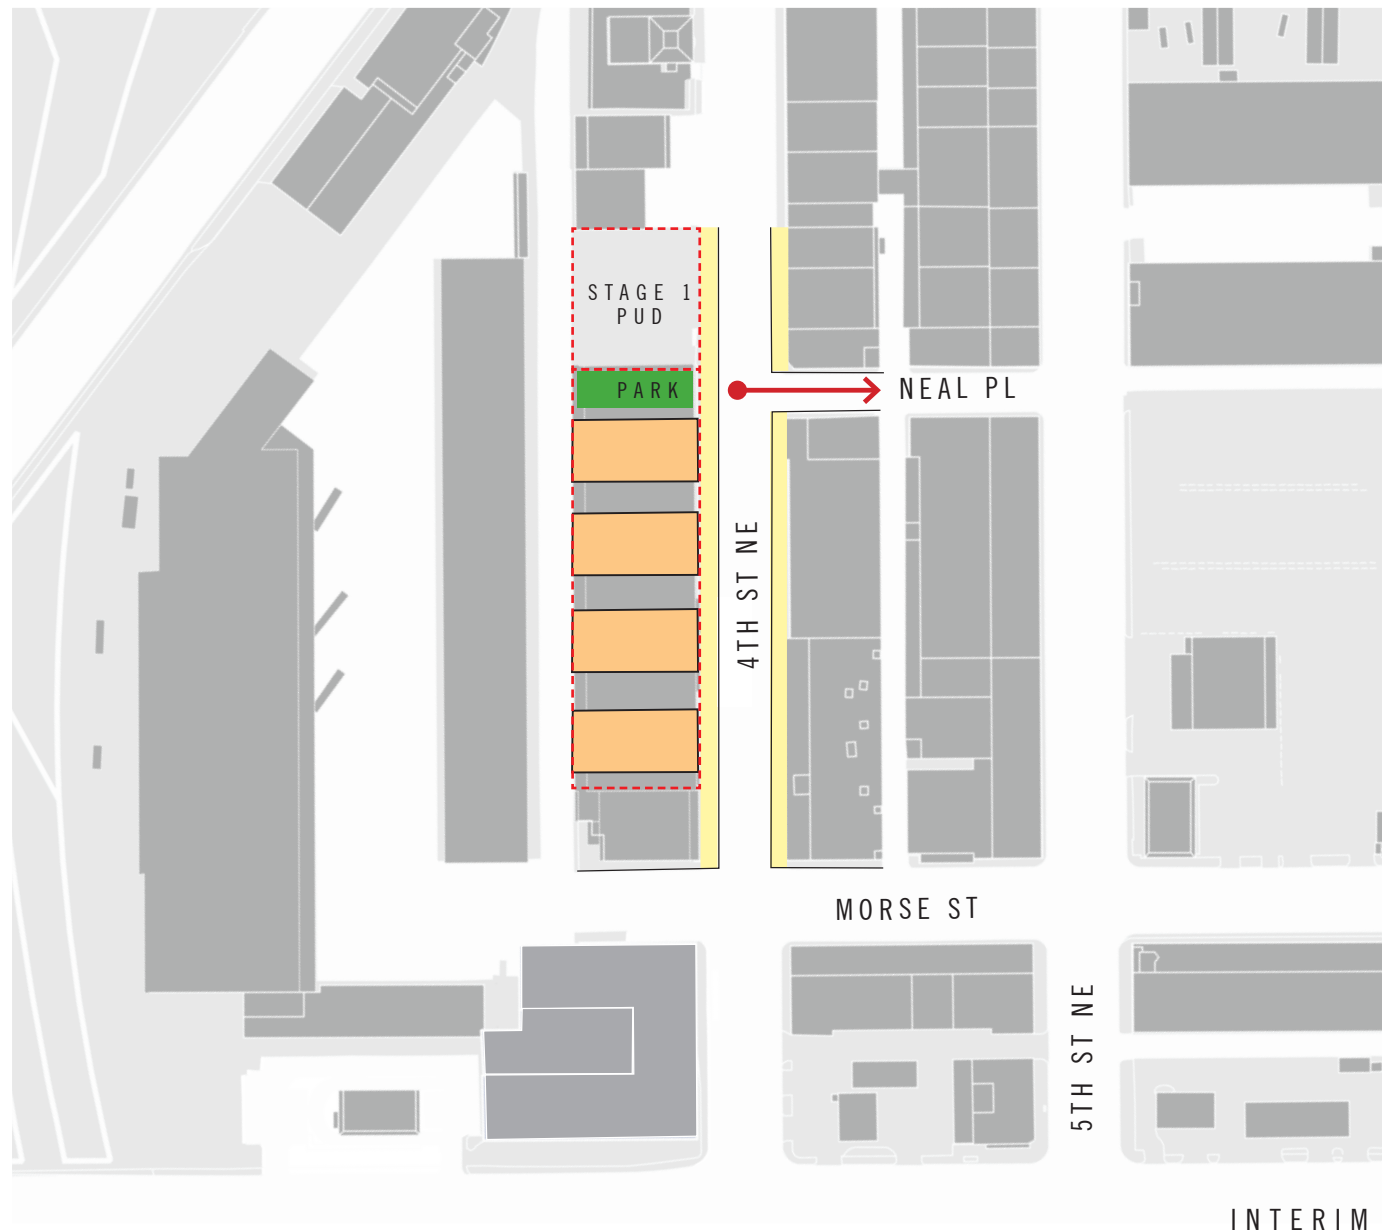 STAGE 1
PUD
PARK
NEAL PL
4TH ST NE
MORSE ST
5TH ST NE
INTERIM